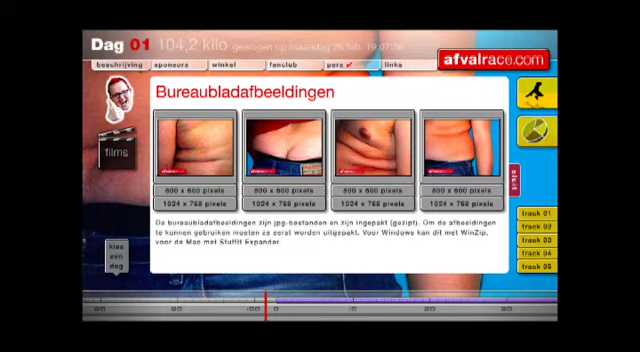 Dag 01 104,2 kilo gewogen op maandag 26 feb. 19:07:36
beschrijving sponsors winkel fanclub pers links
afvalrace.com
Bureaubladafbeeldingen
films
800 x 600 pixels 800 x 600 pixels 800 x 600 pixels 800 x 600 pixels
1024 x 768 pixels 1024 x 768 pixels 1024 x 768 pixels 1024 x 768 pixels
De bureaubladafbeeldingen zijn jpg-bestanden en zijn ingepakt (gezipt). Om de afbeeldingen
te kunnen gebruiken moeten ze eerst worden uitgepakt. Voor Windows kan dit met WinZip,
voor de Mac met Stuffit Expander.
sluit
track 01
track 02
track 03
track 04
track 05
kies
een
dag